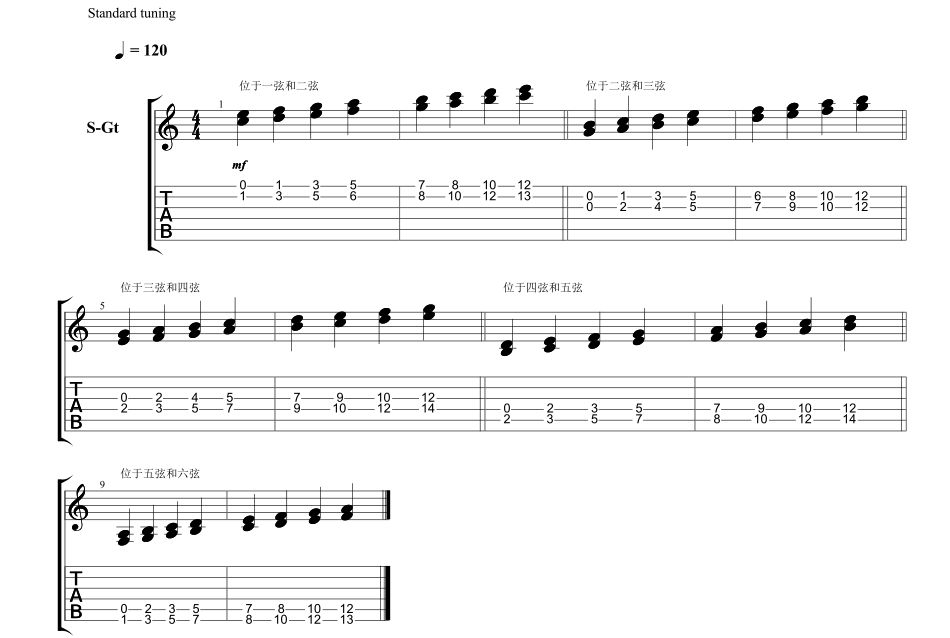 Standard tuning
♩ = 120
位于一弦和二弦 位于二弦和三弦
1
S-Gt 4/4
mf
0 1 3 5 7 8 10 12
T 1 3 5 6 8 10 12 13 0 1 3 5 6 8 10 12
A 0 2 4 5 7 9 10 12
B
位于三弦和四弦 位于四弦和五弦
5
T
0 2 4 5 7 9 10 12
A 2 3 5 7 9 10 12 14 0 2 3 5 7 9 10 12
B 2 3 5 7 8 10 12 14
位于五弦和六弦
9
T
A
B 0 2 3 5 7 8 10 12
1 3 5 7 8 10 12 13